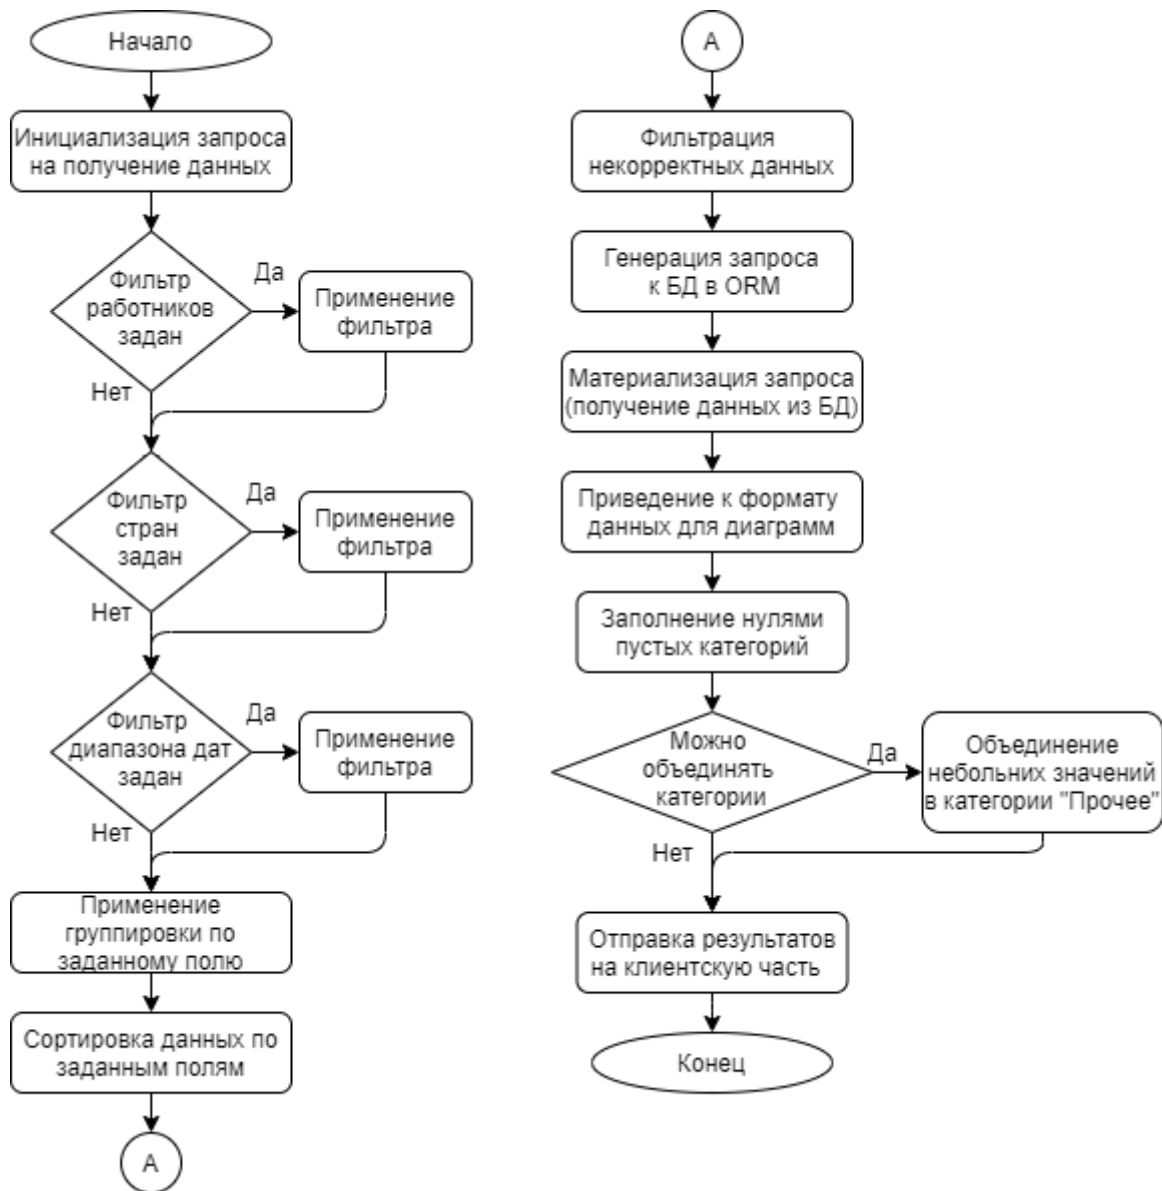 Начало
Инициализация запроса
на получение данных
Фильтр
работников
задан
Да
Применение
фильтра
Нет
Фильтр
стран
задан
Да
Применение
фильтра
Нет
Фильтр
диапазона дат
задан
Да
Применение
фильтра
Нет
Применение
группировки по
заданному полю
Сортировка данных по
заданным полям
А
А
Фильтрация
некорректных данных
Генерация запроса
к БД в ORM
Материализация запроса
(получение данных из БД)
Приведение к формату
данных для диаграмм
Заполнение нулями
пустых категорий
Можно
объединять
категории
Да
Объединение
небольних значений
в категории "Прочее"
Нет
Отправка результатов
на клиентскую часть
Конец